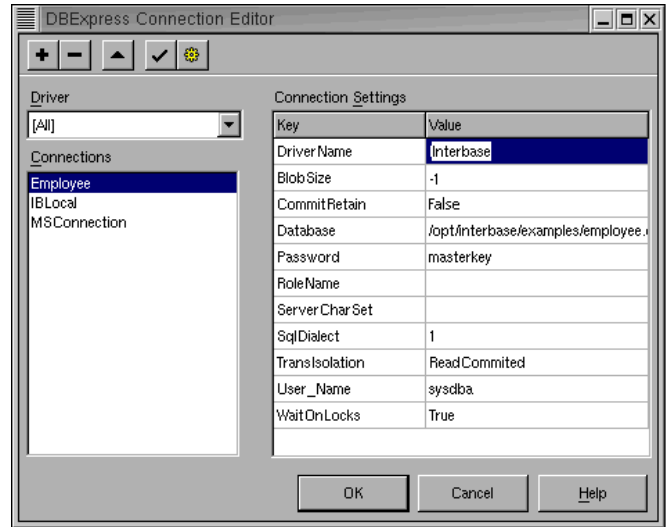 DBExpress Connection Editor
Driver
[All]
Connections
Employee
IBLocal
MSConnection
Connection Settings
Key Value
DriverName Interbase
BlobSize -1
CommitRetain False
Database /opt/interbase/examples/employee.
Password masterkey
RoleName
ServerCharSet
SqlDialect 1
TransIsolation ReadCommited
User_Name sysdba
WaitOnLocks True
OK Cancel Help